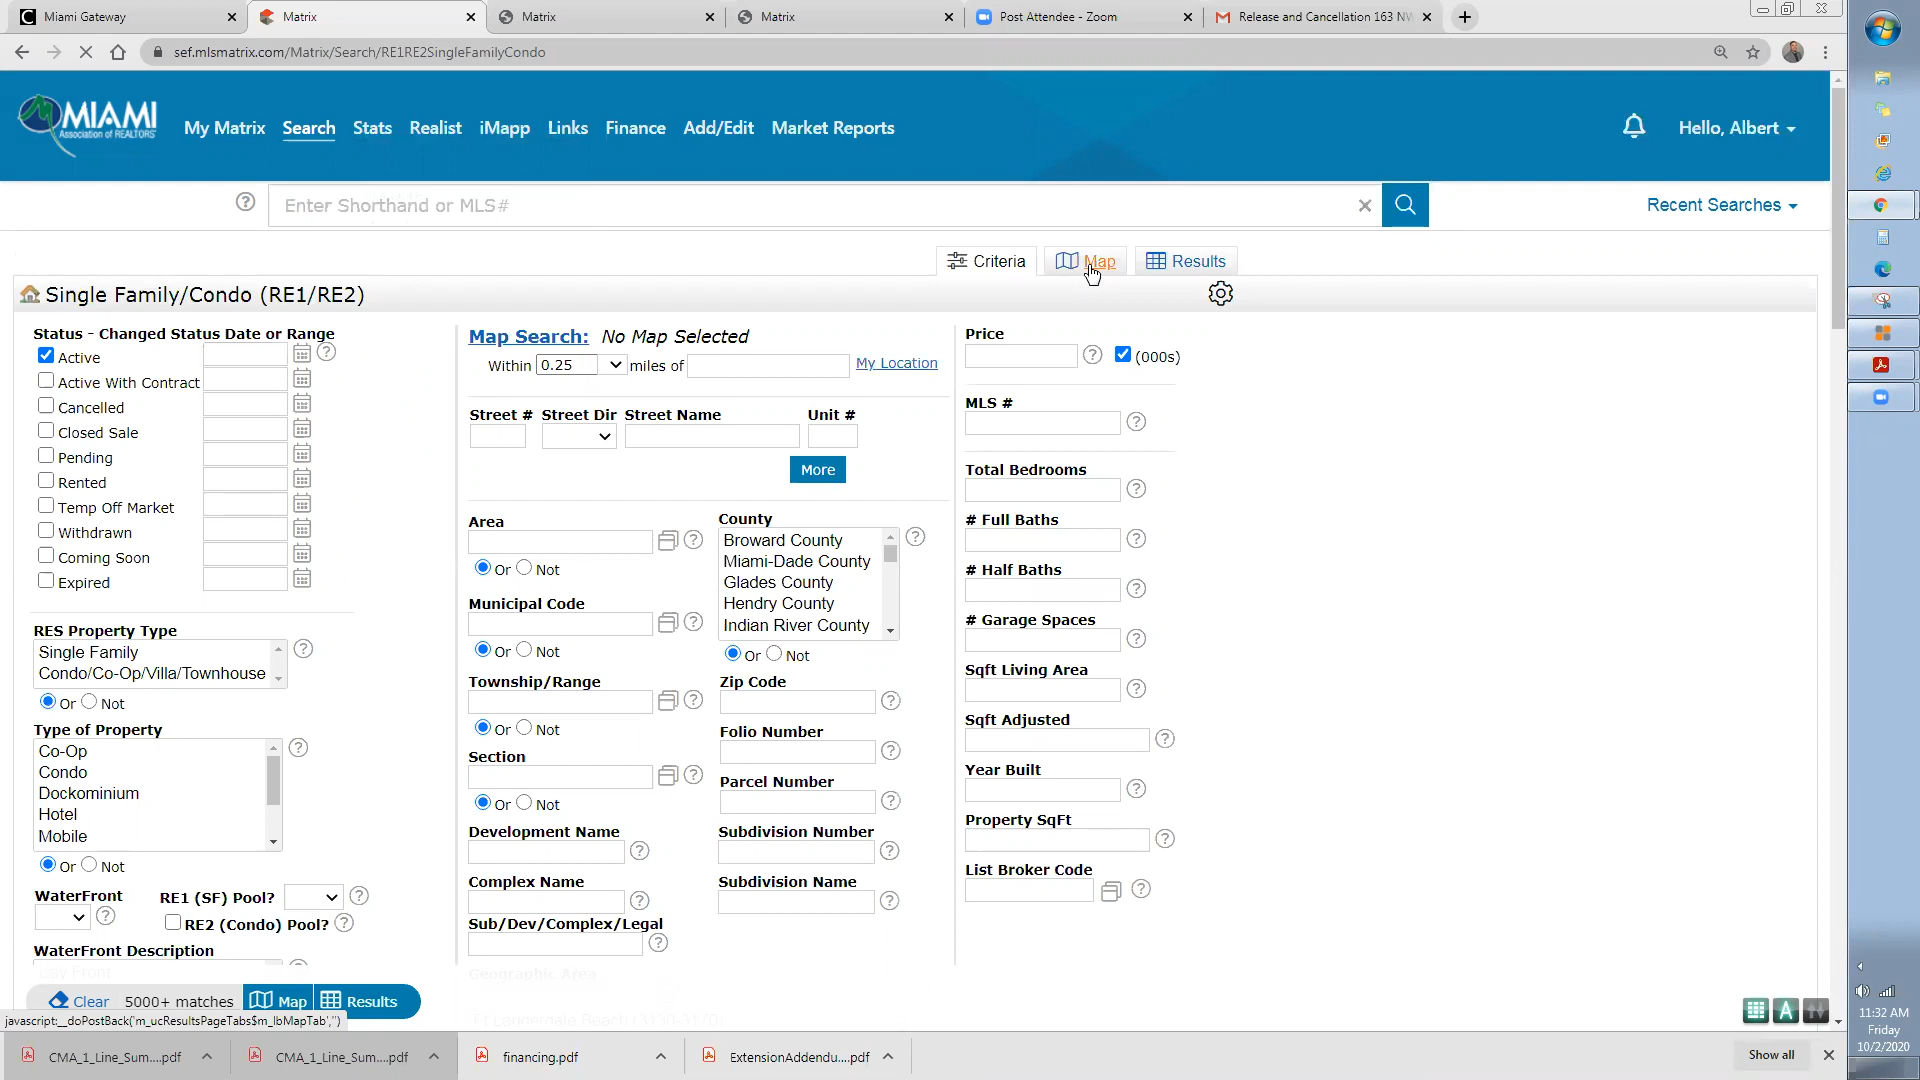 Miami Gateway
Matrix
Matrix
Matrix
Post Attendee - Zoom
Release and Cancellation 163 NW
sef.mlsmatrix.com/Matrix/Search/RE1RE2SingleFamilyCondo
MIAMI
Association of REALTORS®
My Matrix
Search
Stats
Realist
iMapp
Links
Finance
Add/Edit
Market Reports
Hello, Albert
Enter Shorthand or MLS#
Recent Searches
Criteria
Map
Results
Single Family/Condo (RE1/RE2)
Status - Changed Status Date or Range
Active
Active With Contract
Cancelled
Closed Sale
Pending
Rented
Temp Off Market
Withdrawn
Coming Soon
Expired
RES Property Type
Single Family
Condo/Co-Op/Villa/Townhouse
Or Not
Type of Property
Co-Op
Condo
Dockominium
Hotel
Mobile
Or Not
WaterFront
RE1 (SF) Pool?
RE2 (Condo) Pool?
WaterFront Description
Map Search: No Map Selected
Within 0.25 miles of My Location
Street # Street Dir Street Name Unit #
More
Area
Or Not
Municipal Code
Or Not
Township/Range
Or Not
Section
Or Not
Development Name
Complex Name
Sub/Dev/Complex/Legal
Geographic Area
County
Broward County
Miami-Dade County
Glades County
Hendry County
Indian River County
Or Not
Zip Code
Folio Number
Parcel Number
Subdivision Number
Subdivision Name
Price
(000s)
MLS #
Total Bedrooms
# Full Baths
# Half Baths
# Garage Spaces
Sqft Living Area
Sqft Adjusted
Year Built
Property SqFt
List Broker Code
Clear
5000+ matches
Map
Results
javascript:__doPostBack('m_ucResultsPageTabs$m_lbMapTab','')
CMA_1_Line_Sum....pdf
CMA_1_Line_Sum....pdf
financing.pdf
ExtensionAddendu....pdf
Show all
11:32 AM
Friday
10/2/2020